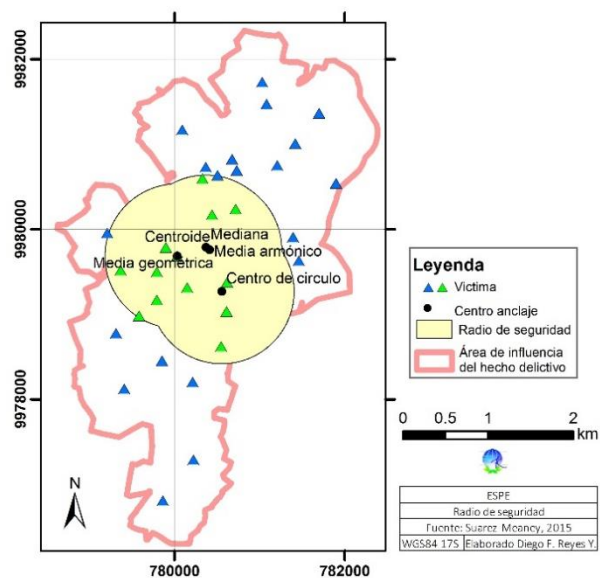 9982000
9980000
9978000
Centroide
Mediana
Media armónico
Media geométrica
Centro de circulo
N
780000
782000
Leyenda
Victima
Centro anclaje
Radio de seguridad
Área de influencia
del hecho delictivo
0 0.5 1 2
km
ESPE
Radio de seguridad
Fuente: Suarez Meaney, 2015
WGS84 17S Elaborado Diego F. Reyes Y.